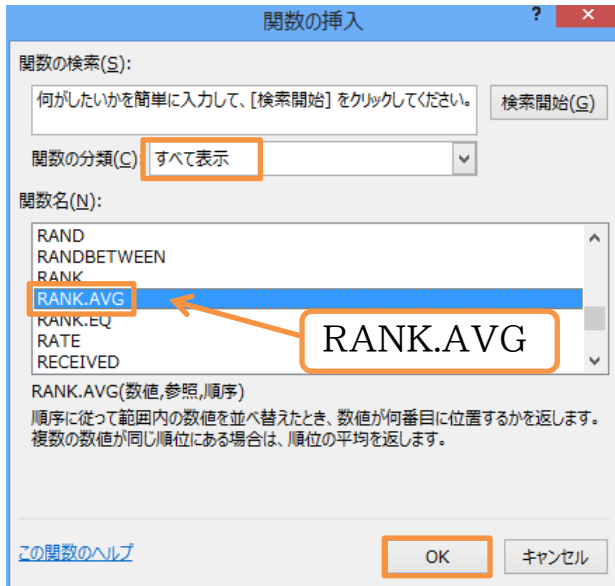 関数の挿入
? ×
関数の検索(S):
何がしたいかを簡単に入力して、[検索開始] をクリックしてください。
検索開始(G)
関数の分類(C): すべて表示
関数名(N):
RAND
RANDBETWEEN
RANK
RANK.AVG
RANK.EQ
RATE
RECEIVED
RANK.AVG
RANK.AVG(数値,参照,順序)
順序に従って範囲内の数値を並べ替えたとき、数値が何番目に位置するかを返します。
複数の数値が同じ順位にある場合は、順位の平均を返します。
この関数のヘルプ
OK
キャンセル